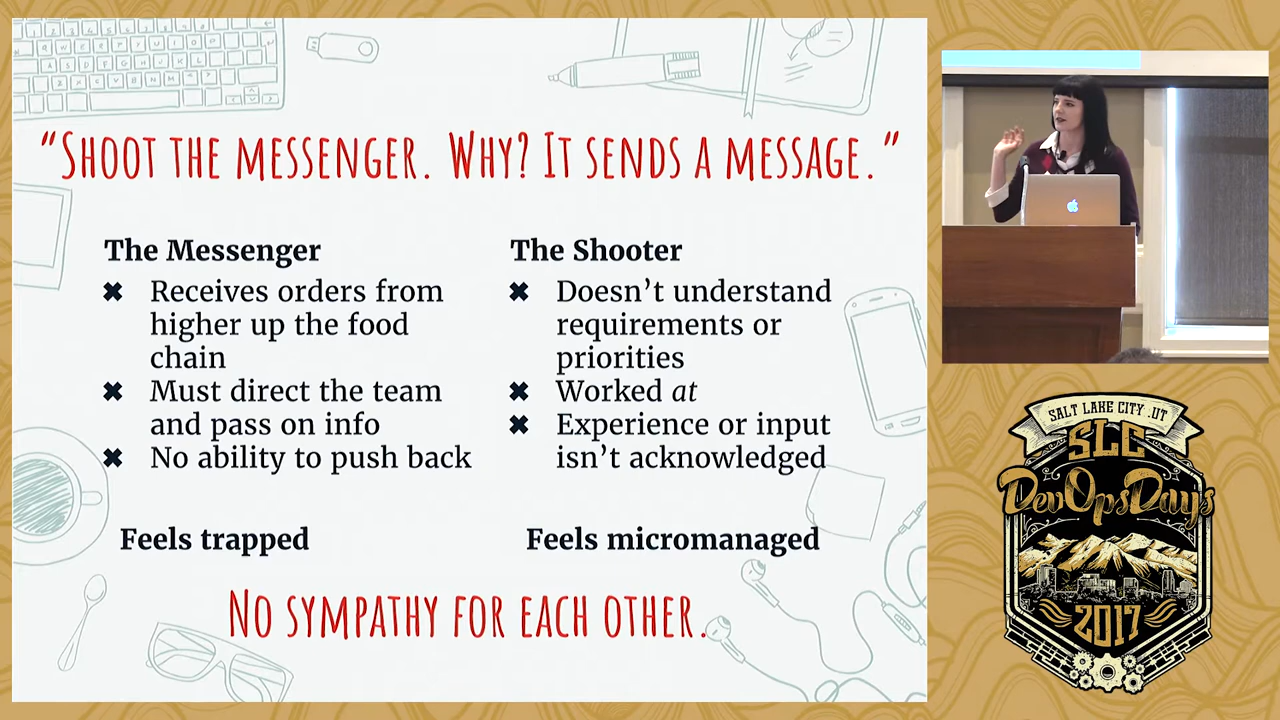 “Shoot the messenger. Why? It sends a message.”
The Messenger
✖ Receives orders from
higher up the food
chain
✖ Must direct the team
and pass on info
✖ No ability to push back
Feels trapped
The Shooter
✖ Doesn’t understand
requirements or
priorities
✖ Worked at
✖ Experience or input
isn’t acknowledged
Feels micromanaged
No sympathy for each other.
SALT LAKE CITY .UT
SLC
DevOpsDays
2017